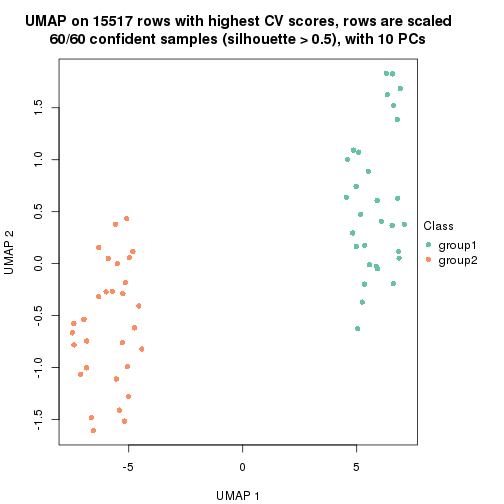 UMAP on 15517 rows with highest CV scores, rows are scaled
60/60 confident samples (silhouette > 0.5), with 10 PCs
1.5
1.0
0.5
0.0
-0.5
-1.0
-1.5
UMAP 2
Class
group1
group2
-5
0
5
UMAP 1